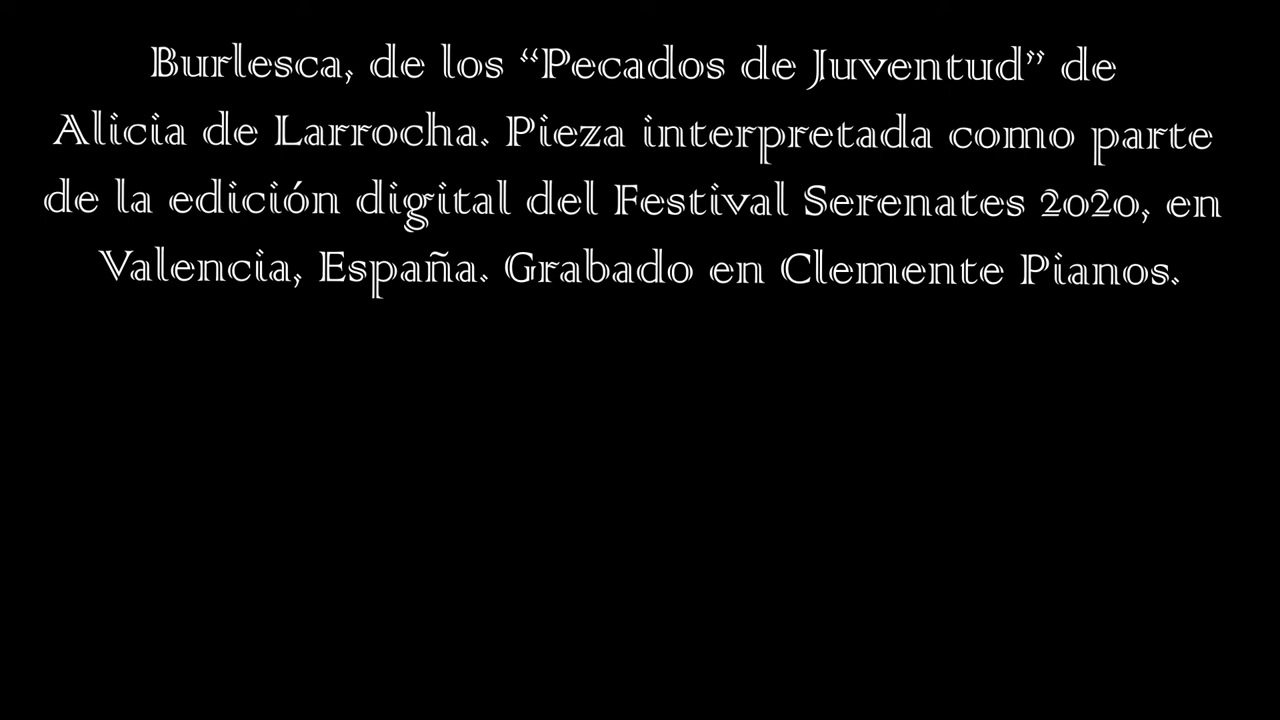 Burlesca, de los “Pecados de Juventud” de
Alicia de Larrocha. Pieza interpretada como parte
de la edición digital del Festival Serenates 2020, en
Valencia, España. Grabado en Clemente Pianos.